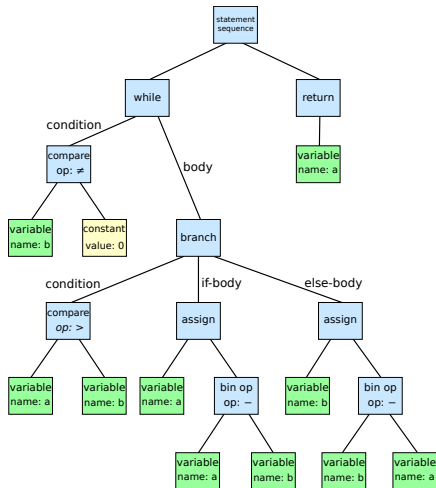 statement
sequence
while
return
condition
compare
op: ≠
body
variable
name: a
variable
name: b
constant
value: 0
branch
condition
if-body
else-body
compare
op: >
assign
assign
variable
name: a
variable
name: b
variable
name: a
bin op
op: −
variable
name: b
bin op
op: −
variable
name: a
variable
name: b
variable
name: b
variable
name: a